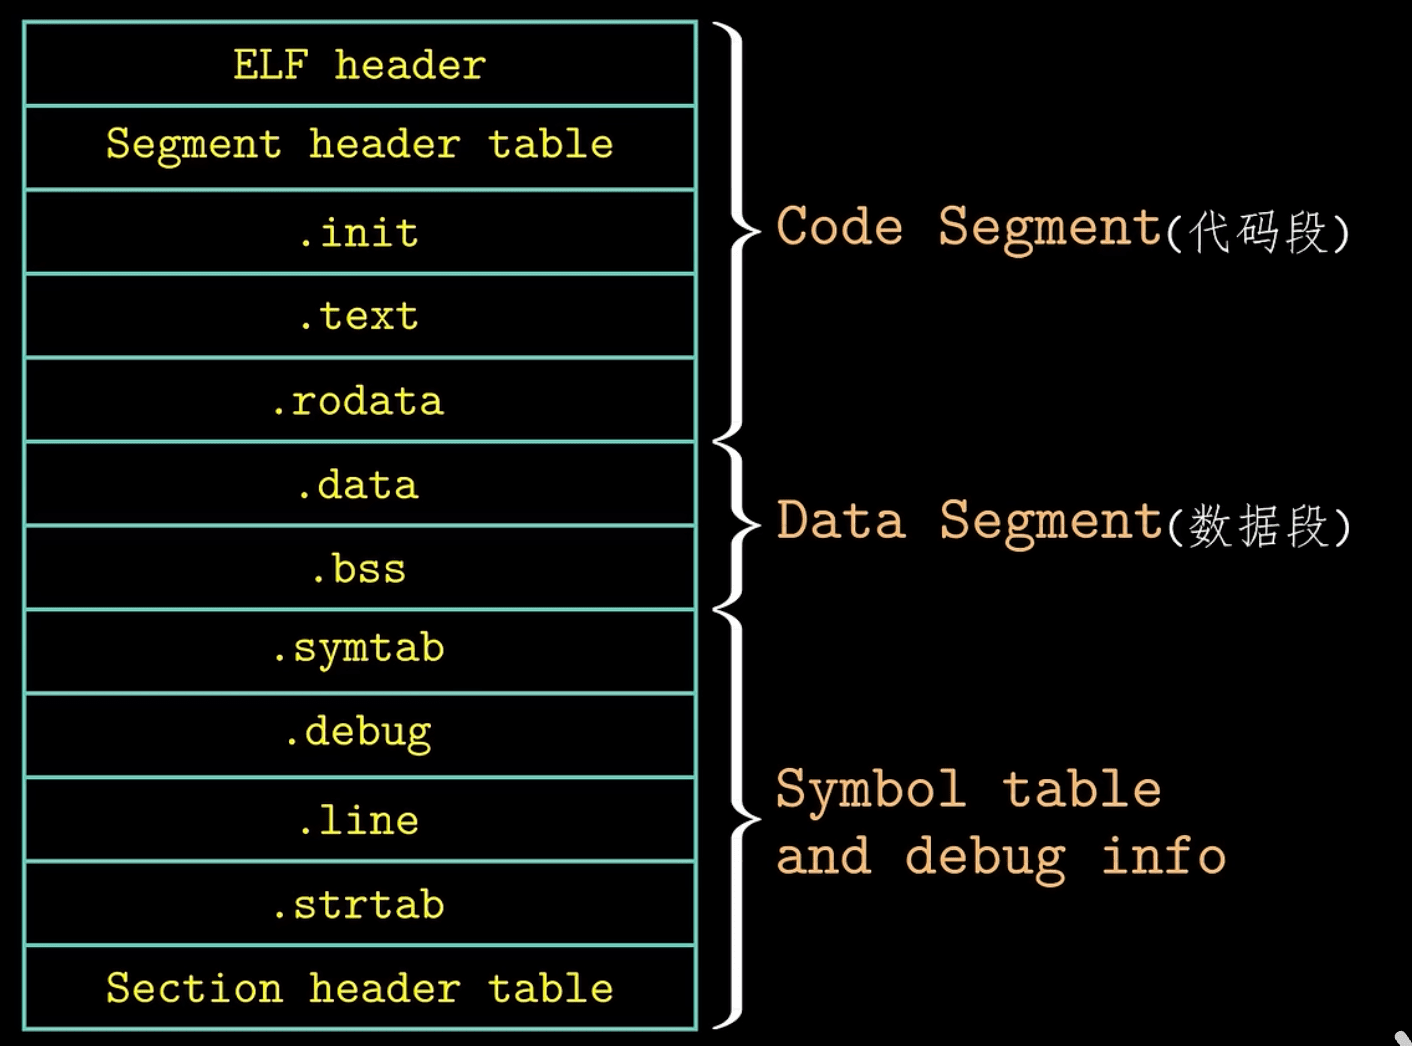 ELF header
Segment header table
.init
.text
.rodata
.data
.bss
.symtab
.debug
.line
.strtab
Section header table
Code Segment(代码段)
Data Segment(数据段)
Symbol table
and debug info